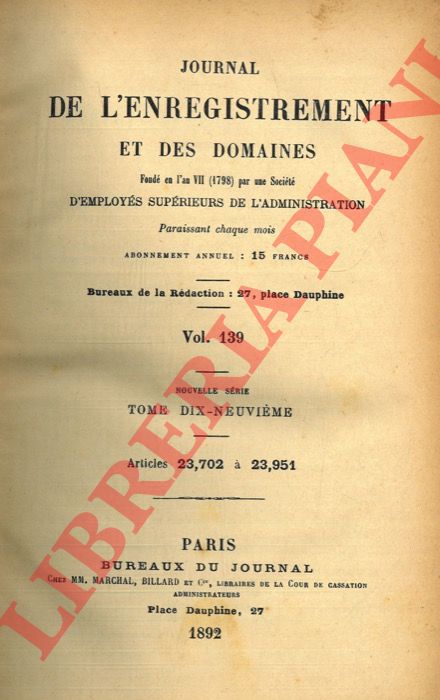 JOURNAL
DE L'ENREGISTREMENT
ET DES DOMAINES
Fondé en l'an VII (1798) par une Société
D'EMPLOYÉS SUPÉRIEURS DE L'ADMINISTRATION
Paraissant chaque mois
ABONNEMENT ANNUEL : 15 FRANCS
Bureaux de la Rédaction : 27, place Dauphine
Vol. 139
NOUVELLE SÉRIE
TOME DIX-NEUVIÈME
Articles 23,702 à 23,951
PARIS
BUREAUX DU JOURNAL
CHEZ MM. MARCHAL, BILLARD ET Cie, LIBRAIRES DE LA COUR DE CASSATION
ADMINISTRATEURS
Place Dauphine, 27
1892
LIBRERIA PIANI